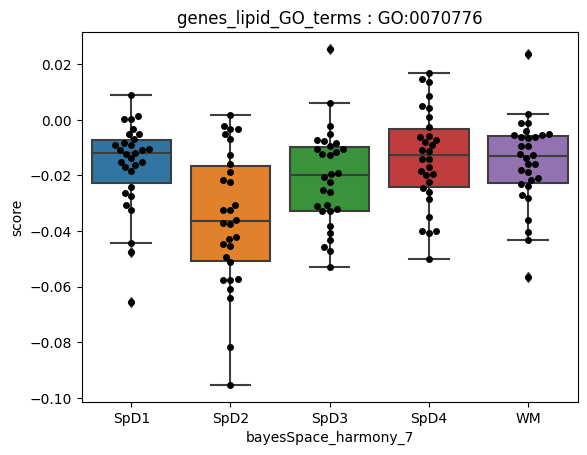 genes_lipid_GO_terms : GO:0070776
0.02
0.00
−0.02
−0.04
−0.06
−0.08
−0.10
score
SpD1 SpD2 SpD3 SpD4 WM
bayesSpace_harmony_7